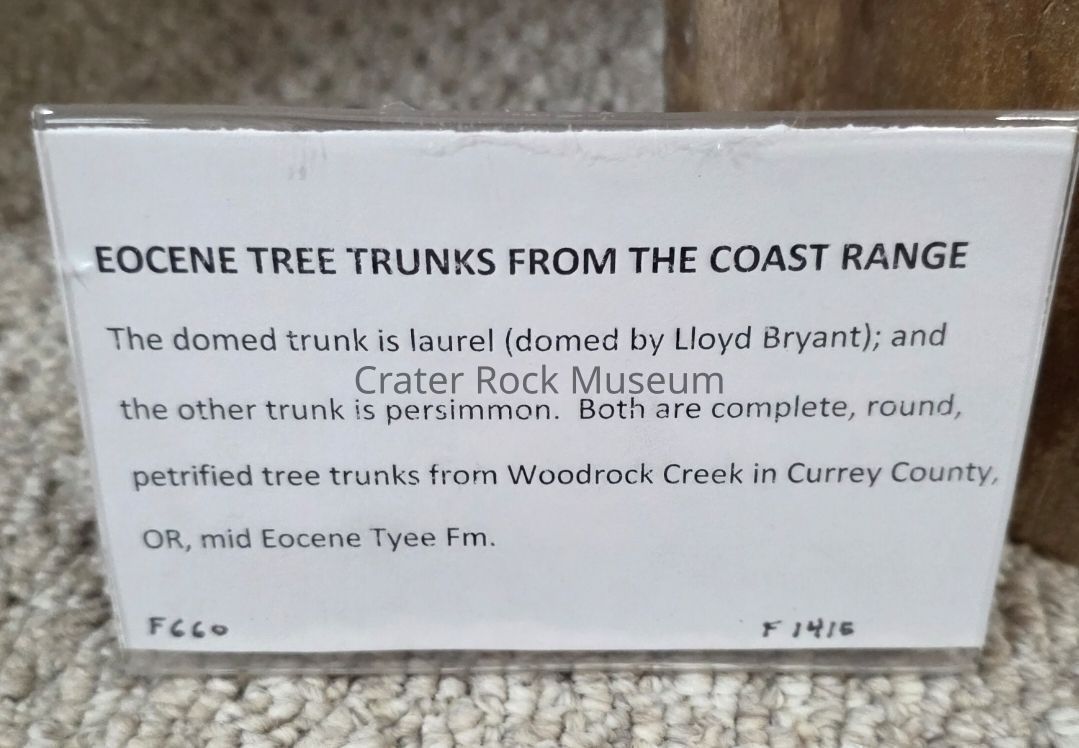 EOCENE TREE TRUNKS FROM THE COAST RANGE
The domed trunk is laurel (domed by Lloyd Bryant); and
Crater Rock Museum
the other trunk is persimmon. Both are complete, round,
petrified tree trunks from Woodrock Creek in Currey County,
OR, mid Eocene Tyee Fm.
F660 F 1415